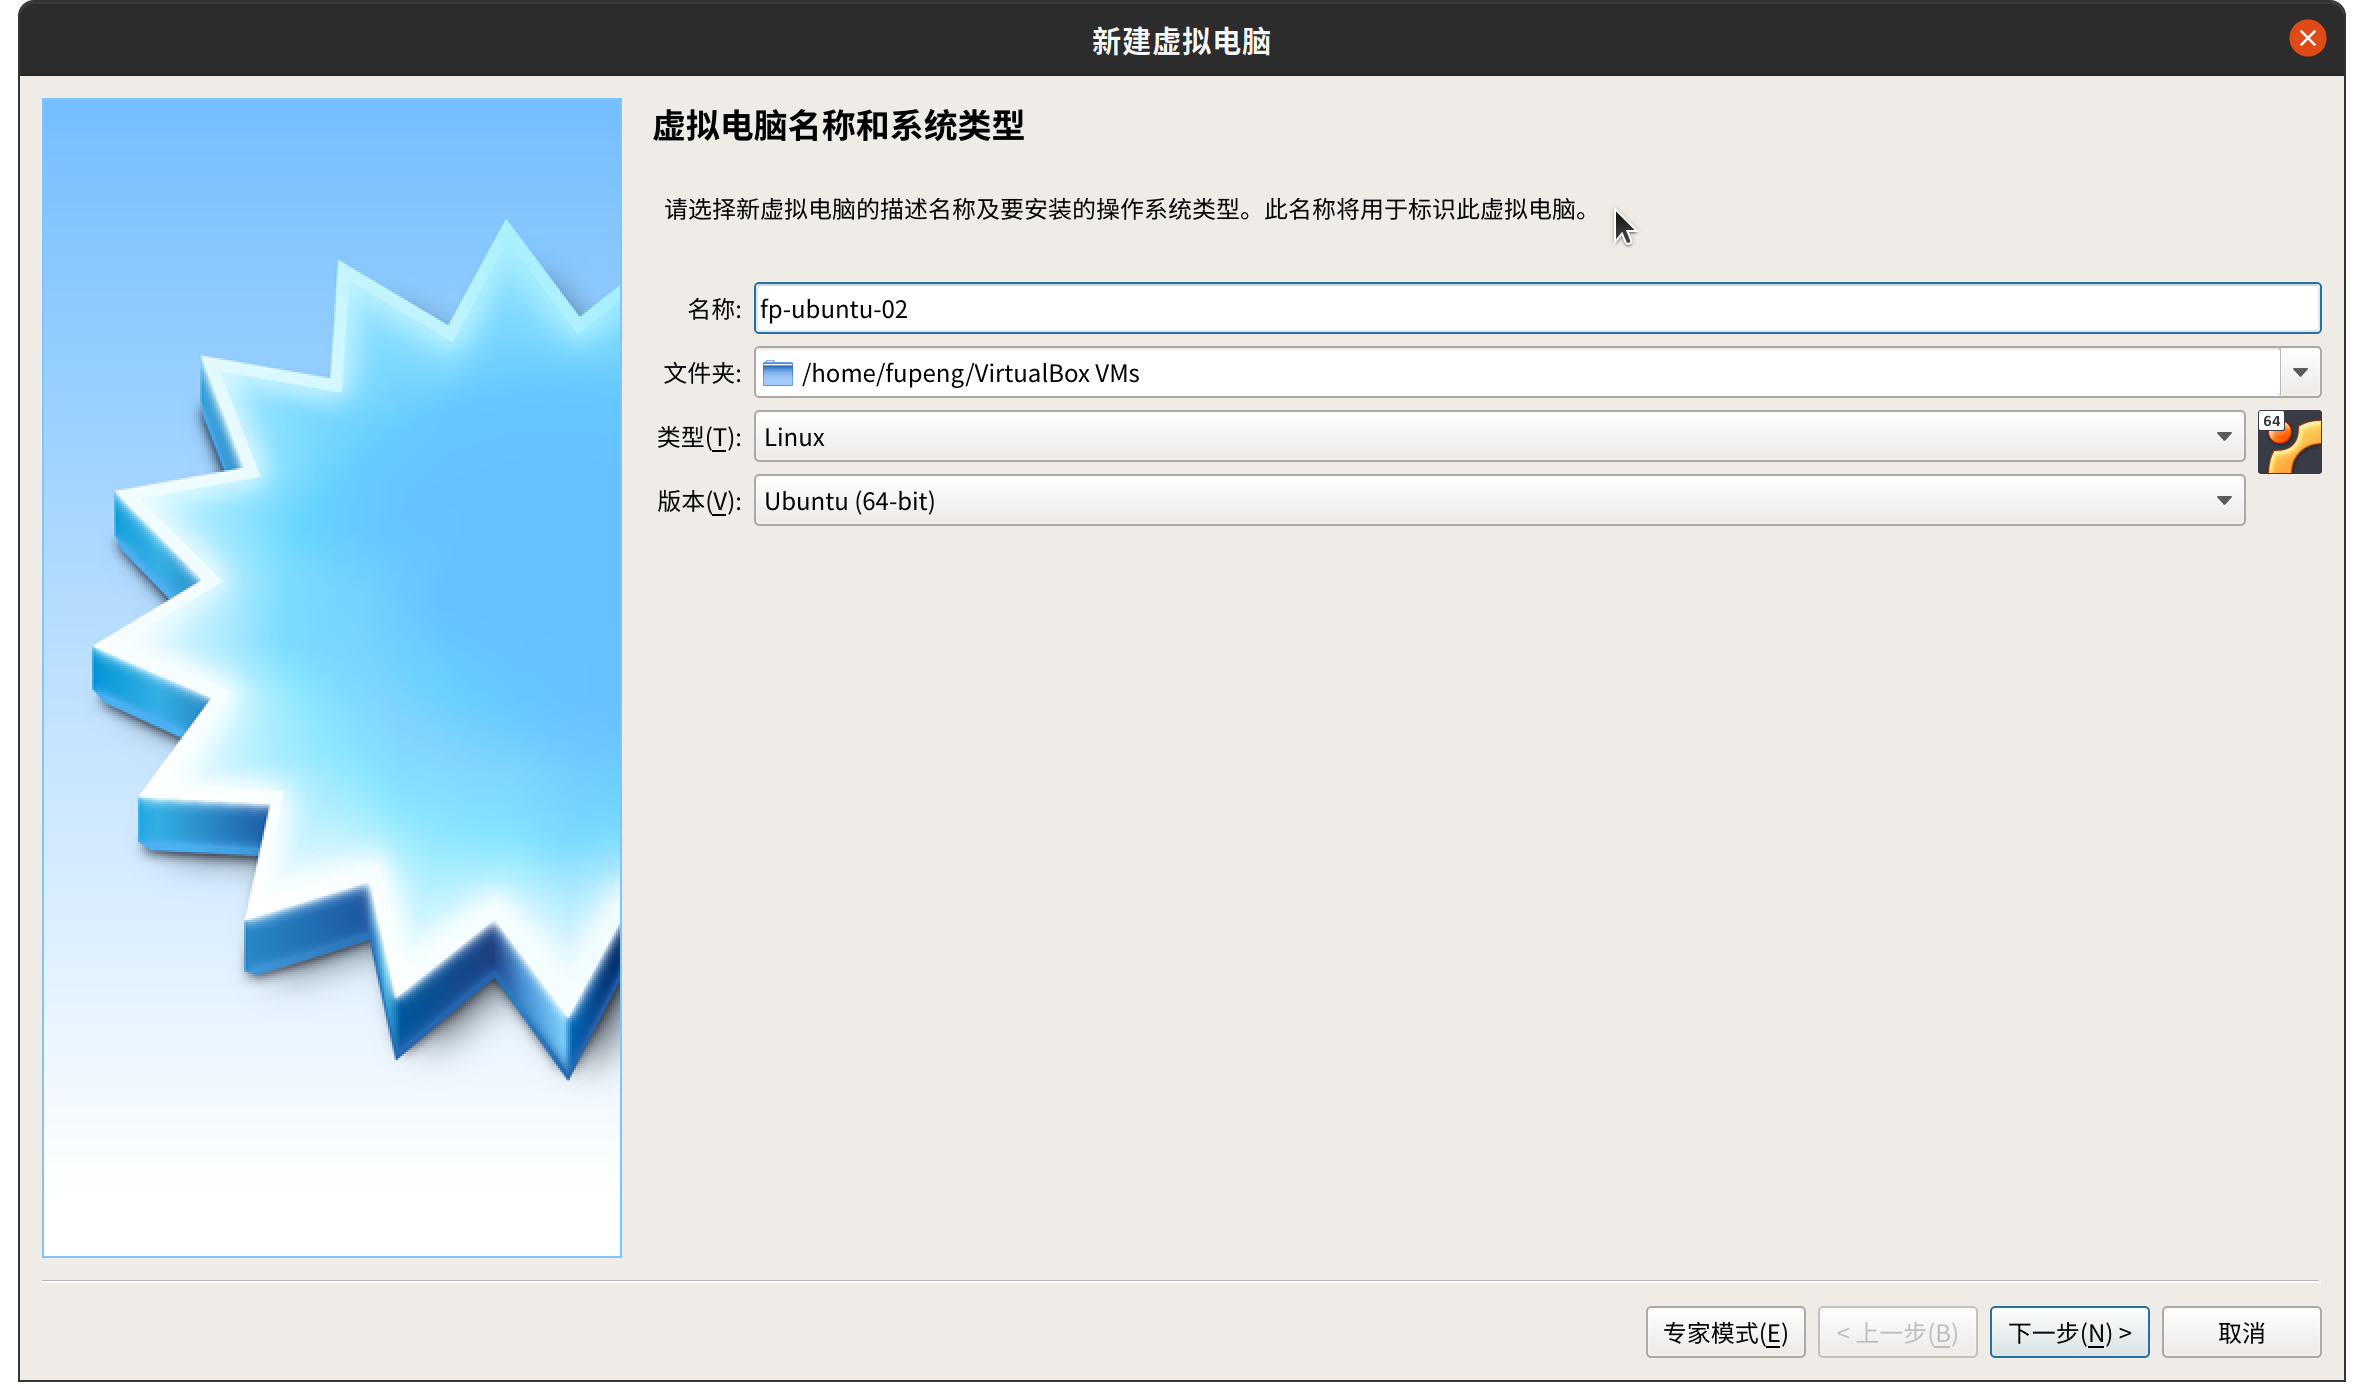 新建虚拟电脑
虚拟电脑名称和系统类型
请选择新虚拟电脑的描述名称及要安装的操作系统类型。此名称将用于标识此虚拟电脑。
名称: fp-ubuntu-02
文件夹: /home/fupeng/VirtualBox VMs
类型(T): Linux
64
版本(V): Ubuntu (64-bit)
专家模式(E) < 上一步(B) 下一步(N) > 取消